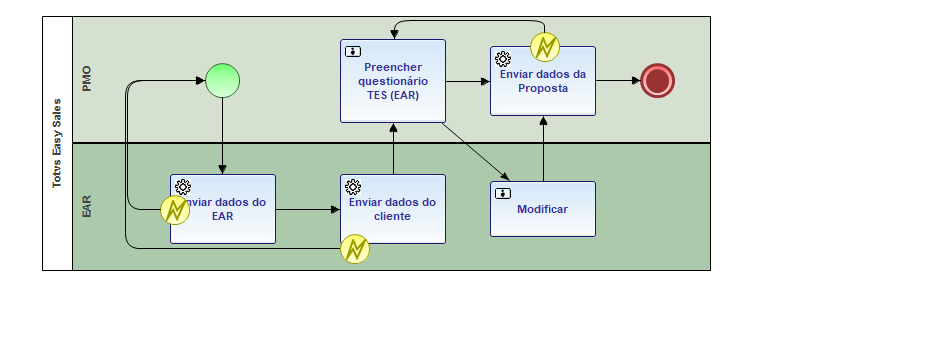 Totvs Easy Sales
PMO
Preencher
questionário
TES (EAR)
Enviar dados da
Proposta
EAR
nviar dados do
EAR
Enviar dados do
cliente
Modificar